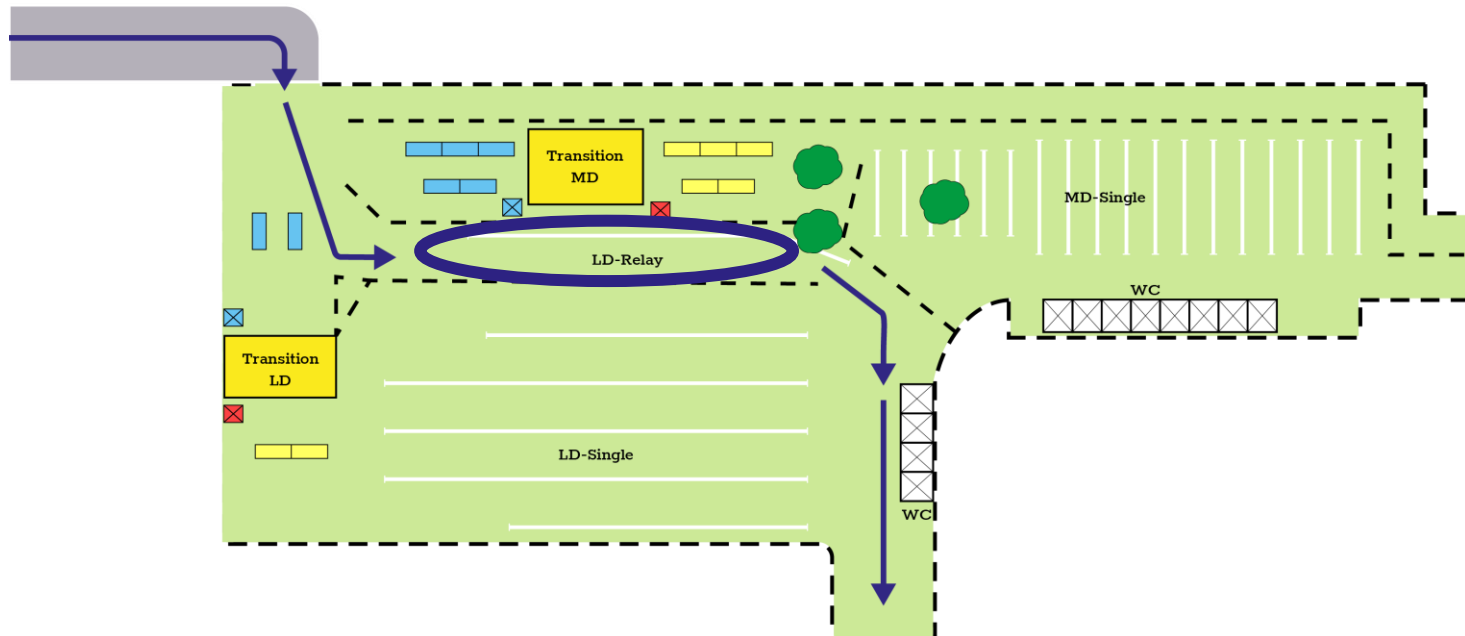 Transition
MD
MD-Single
LD-Relay
WC
Transition
LD
LD-Single
WC